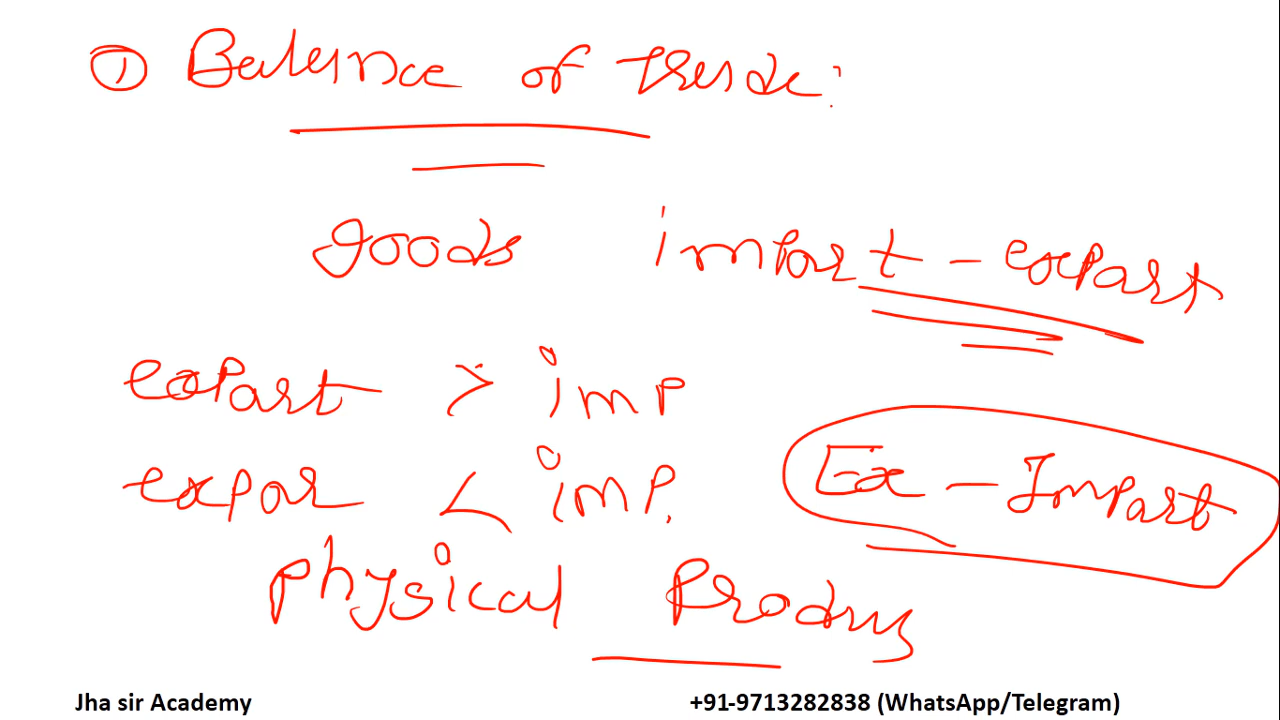 ① Balance of trade:
goods import - export
export > imp
expor < imp.
Ex - Import
physical Produs
Jha sir Academy +91-9713282838 (WhatsApp/Telegram)